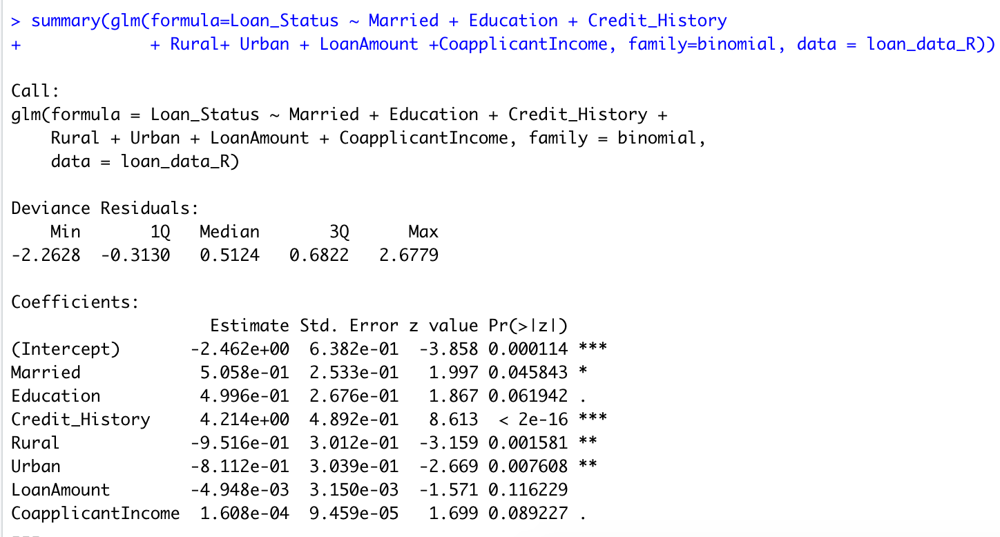 > summary(glm(formula=Loan_Status ~ Married + Education + Credit_History
+             + Rural+ Urban + LoanAmount +CoapplicantIncome, family=binomial, data = loan_data_R))
Call:
glm(formula = Loan_Status ~ Married + Education + Credit_History +
    Rural + Urban + LoanAmount + CoapplicantIncome, family = binomial,
    data = loan_data_R)
Deviance Residuals:
    Min       1Q   Median       3Q      Max
-2.2628  -0.3130   0.5124   0.6822   2.6779
Coefficients:
                    Estimate Std. Error z value Pr(>|z|)
(Intercept)       -2.462e+00  6.382e-01  -3.858 0.000114 ***
Married            5.058e-01  2.533e-01   1.997 0.045843 *
Education          4.996e-01  2.676e-01   1.867 0.061942 .
Credit_History     4.214e+00  4.892e-01   8.613  < 2e-16 ***
Rural             -9.516e-01  3.012e-01  -3.159 0.001581 **
Urban             -8.112e-01  3.039e-01  -2.669 0.007608 **
LoanAmount        -4.948e-03  3.150e-03  -1.571 0.116229
CoapplicantIncome  1.608e-04  9.459e-05   1.699 0.089227 .
---